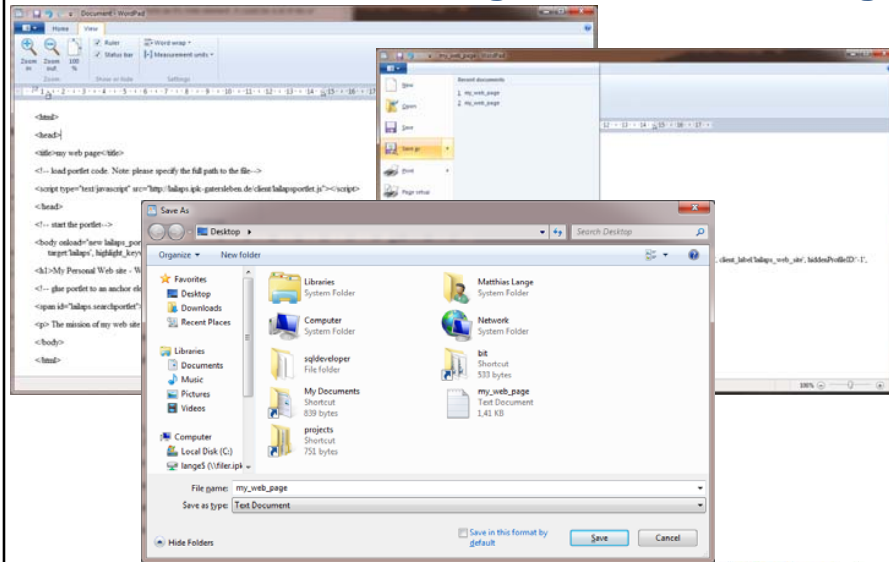 Document - WordPad
Home View
Zoom in
Zoom out
100 %
Ruler
Status bar
Word wrap
Measurement units
Zoom
Show or hide
Settings
<html>
<head>
<title>my web page</title>
<!-- load portlet code. Note: please specify the full path to the file-->
<script type="text/javascript" src="http://lailaps.ipk-gatersleben.de/client/lailapsportlet.js"></script>
<head>
<!-- start the portlet-->
<body onload="new lailaps_por
target:'lailaps', highlight_keyw
<h1>My Personal Web site - W
<!-- glue portlet to an anchor ele
<span id="lailaps.searchportlet">
<p> The mission of my web site
</body>
<html>
my_web_page - WordPad
New
Open
Save
Save as
Print
Page setup
Recent documents
1 my_web_page
2 my_web_page
, client_label:'lailaps_web_site', hiddenProfileID:'-1',
100%
Save As
Desktop
Search Desktop
Organize
New folder
Favorites
Desktop
Downloads
Recent Places
Libraries
Documents
Music
Pictures
Videos
Computer
Local Disk (C:)
lange$ (\\filer.ipk
Libraries
System Folder
Matthias Lange
System Folder
Computer
System Folder
Network
System Folder
sqldeveloper
File folder
bit
Shortcut
533 bytes
My Documents
Shortcut
839 bytes
my_web_page
Text Document
1,41 KB
projects
Shortcut
751 bytes
File name: my_web_page
Save as type: Text Document
Hide Folders
Save in this format by default
Save
Cancel